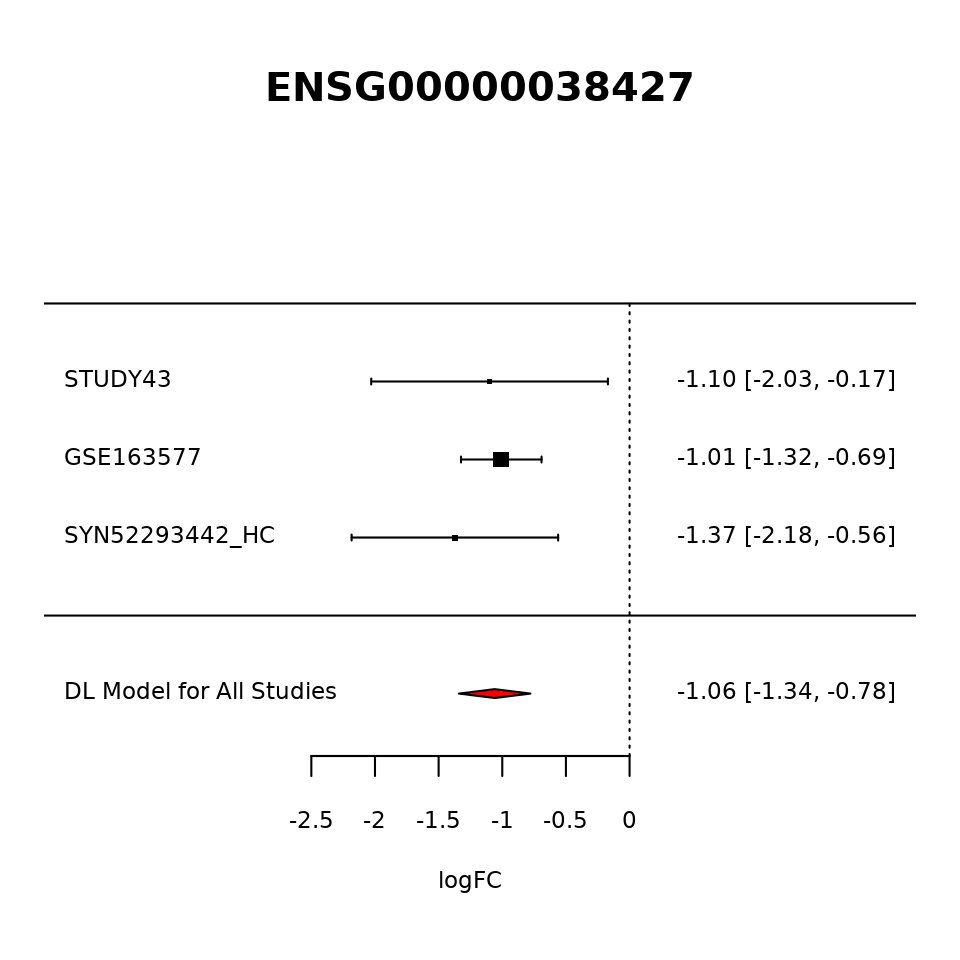 ENSG00000038427
STUDY43 -1.10 [-2.03, -0.17]
GSE163577 -1.01 [-1.32, -0.69]
SYN52293442_HC -1.37 [-2.18, -0.56]
DL Model for All Studies -1.06 [-1.34, -0.78]
-2.5 -2 -1.5 -1 -0.5 0
logFC